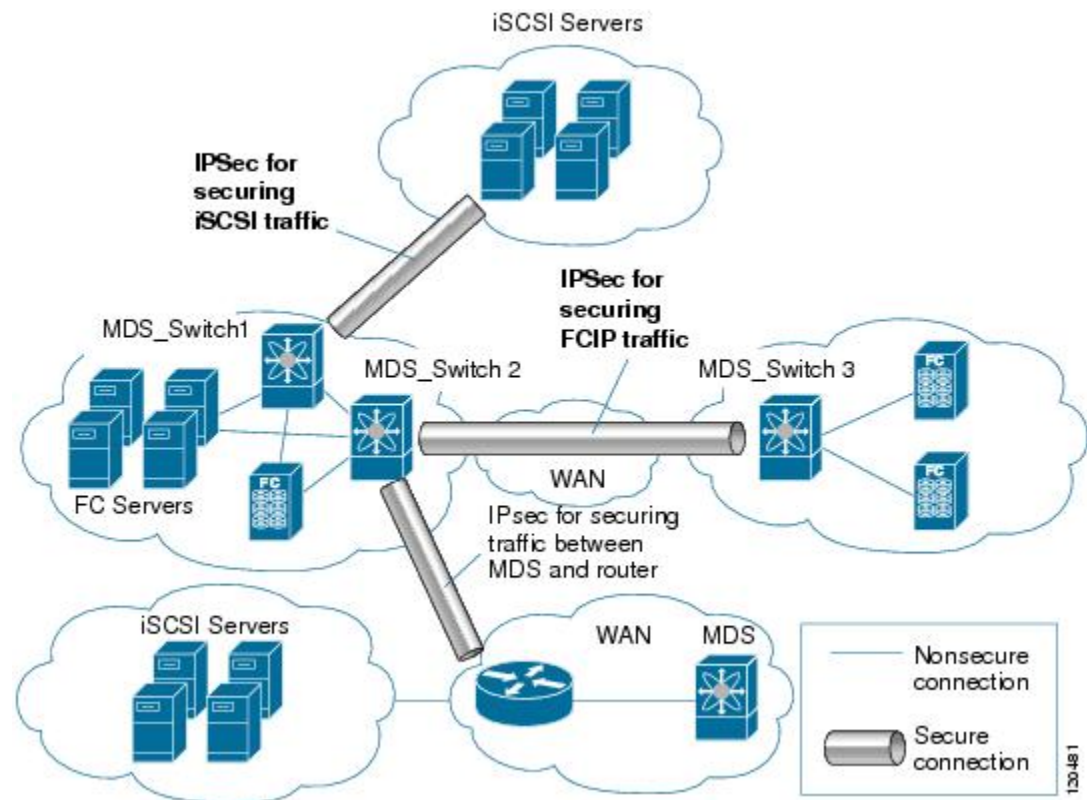 iSCSI Servers
IPSec for
securing
iSCSI traffic
IPSec for
securing
FCIP traffic
MDS_Switch1
MDS_Switch 2
MDS_Switch 3
FC
FC
FC
FC Servers
WAN
IPsec for securing
traffic between
MDS and router
iSCSI Servers
WAN
MDS
Nonsecure
connection
Secure
connection
120481